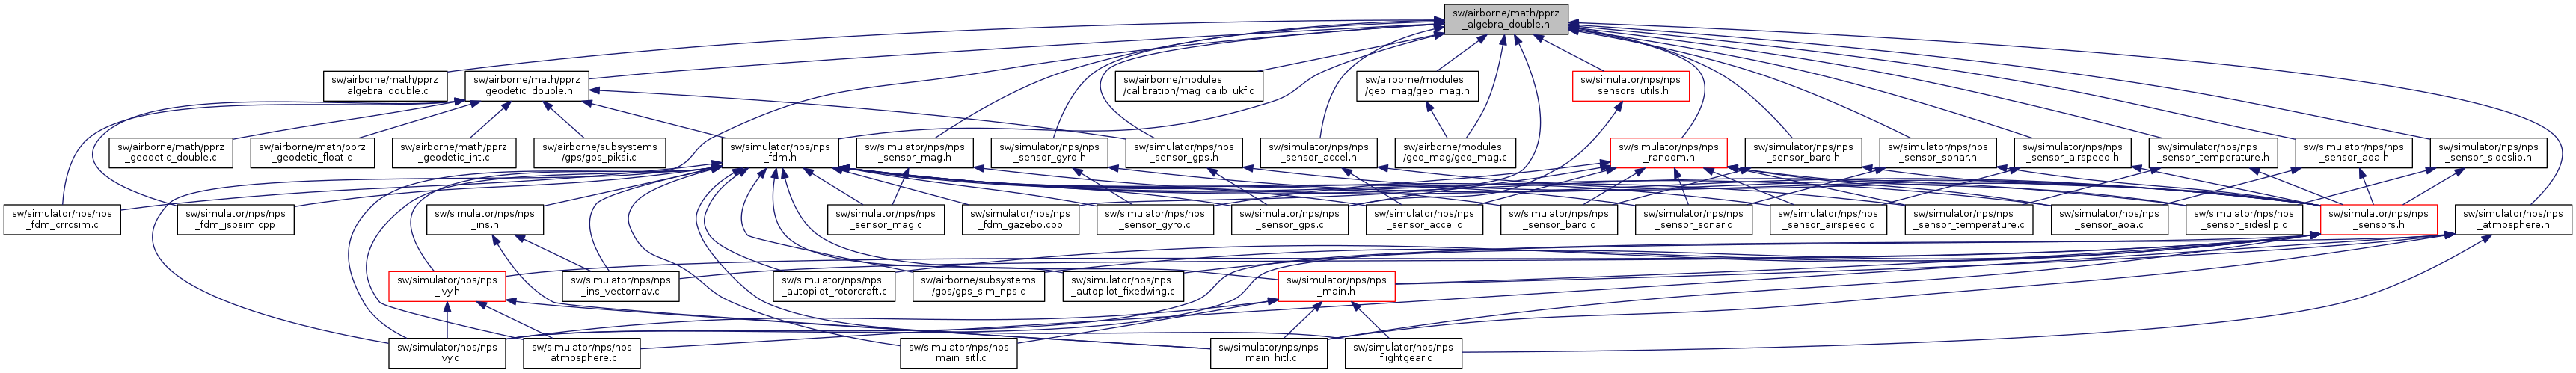 sw/airborne/math/pprz
_algebra_double.h
sw/airborne/math/pprz
_algebra_double.c
sw/airborne/math/pprz
_geodetic_double.h
sw/airborne/modules
/calibration/mag_calib_ukf.c
sw/airborne/modules
/geo_mag/geo_mag.h
sw/simulator/nps/nps
_sensors_utils.h
sw/airborne/math/pprz
_geodetic_double.c
sw/airborne/math/pprz
_geodetic_float.c
sw/airborne/math/pprz
_geodetic_int.c
sw/airborne/subsystems
/gps/gps_piksi.c
sw/simulator/nps/nps
_fdm.h
sw/simulator/nps/nps
_sensor_mag.h
sw/simulator/nps/nps
_sensor_gyro.h
sw/simulator/nps/nps
_sensor_gps.h
sw/simulator/nps/nps
_sensor_accel.h
sw/airborne/modules
/geo_mag/geo_mag.c
sw/simulator/nps/nps
_random.h
sw/simulator/nps/nps
_sensor_baro.h
sw/simulator/nps/nps
_sensor_sonar.h
sw/simulator/nps/nps
_sensor_airspeed.h
sw/simulator/nps/nps
_sensor_temperature.h
sw/simulator/nps/nps
_sensor_aoa.h
sw/simulator/nps/nps
_sensor_sideslip.h
sw/simulator/nps/nps
_fdm_crrcsim.c
sw/simulator/nps/nps
_fdm_jsbsim.cpp
sw/simulator/nps/nps
_ins.h
sw/simulator/nps/nps
_sensor_mag.c
sw/simulator/nps/nps
_fdm_gazebo.cpp
sw/simulator/nps/nps
_sensor_gyro.c
sw/simulator/nps/nps
_sensor_gps.c
sw/simulator/nps/nps
_sensor_accel.c
sw/simulator/nps/nps
_sensor_baro.c
sw/simulator/nps/nps
_sensor_sonar.c
sw/simulator/nps/nps
_sensor_airspeed.c
sw/simulator/nps/nps
_sensor_temperature.c
sw/simulator/nps/nps
_sensor_aoa.c
sw/simulator/nps/nps
_sensor_sideslip.c
sw/simulator/nps/nps
_sensors.h
sw/simulator/nps/nps
_atmosphere.h
sw/simulator/nps/nps
_ivy.h
sw/simulator/nps/nps
_ins_vectornav.c
sw/simulator/nps/nps
_autopilot_rotorcraft.c
sw/airborne/subsystems
/gps/gps_sim_nps.c
sw/simulator/nps/nps
_autopilot_fixedwing.c
sw/simulator/nps/nps
_main.h
sw/simulator/nps/nps
_ivy.c
sw/simulator/nps/nps
_atmosphere.c
sw/simulator/nps/nps
_main_sitl.c
sw/simulator/nps/nps
_main_hitl.c
sw/simulator/nps/nps
_flightgear.c